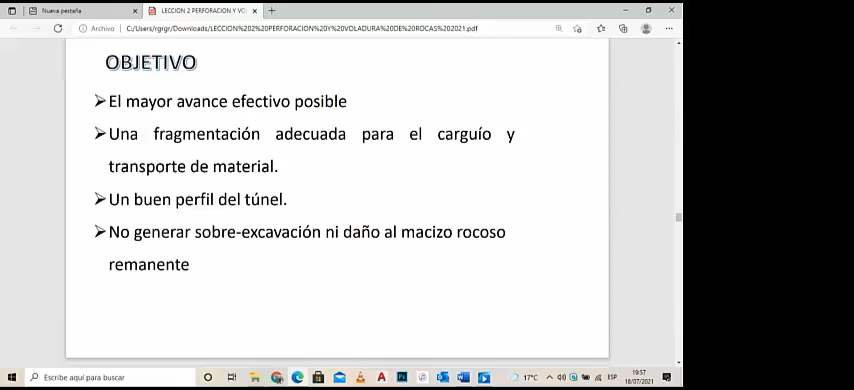 Nueva pestaña
LECCION 2 PERFORACION Y VO
Archivo | C:/Users/rgrgr/Downloads/LECCION%202%20PERFORACION%20Y%20VOLADURA%20DE%20ROCAS%202021.pdf
OBJETIVO
➢El mayor avance efectivo posible
➢Una fragmentación adecuada para el carguío y
transporte de material.
➢Un buen perfil del túnel.
➢No generar sobre-excavación ni daño al macizo rocoso
remanente
Escribe aquí para buscar
17°C
ESP
19:57
18/07/2021